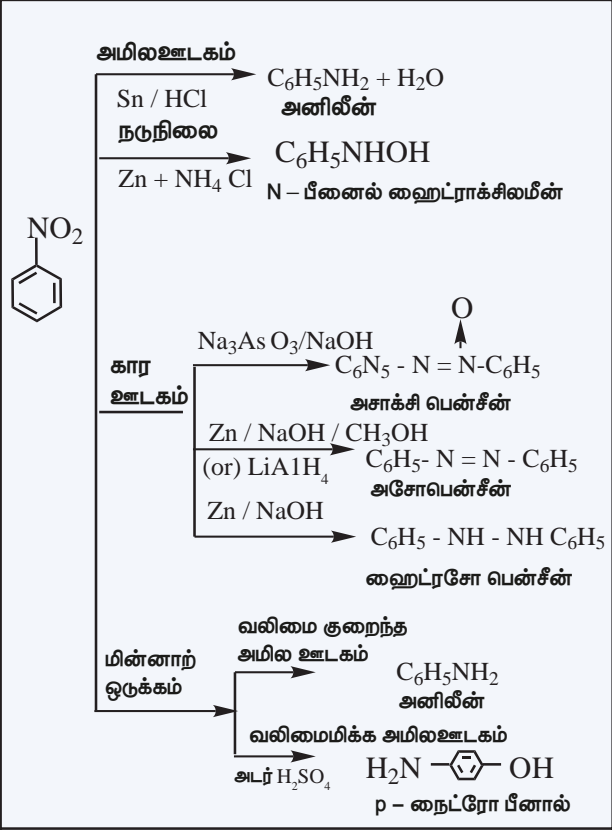 அமிலஊடகம்
Sn / HCl
C6H5NH2 + H2O
அனிலீன்
நடுநிலை
Zn + NH4 Cl
C6H5NHOH
N – பீனைல் ஹைட்ராக்சிலமீன்
NO2
கார
ஊடகம்
Na3As O3/NaOH
O
C6N5 - N = N-C6H5
அசாக்சி பென்சீன்
Zn / NaOH / CH3OH
(or) LiA1H4
C6H5- N = N - C6H5
அசோபென்சீன்
Zn / NaOH
C6H5 - NH - NH C6H5
ஹைட்ரசோ பென்சீன்
மின்னாற்
ஒடுக்கம்
வலிமை குறைந்த
அமில ஊடகம்
C6H5NH2
அனிலீன்
வலிமைமிக்க அமிலஊடகம்
அடர் H2SO4
H2N
OH
p – நைட்ரோ பீனால்